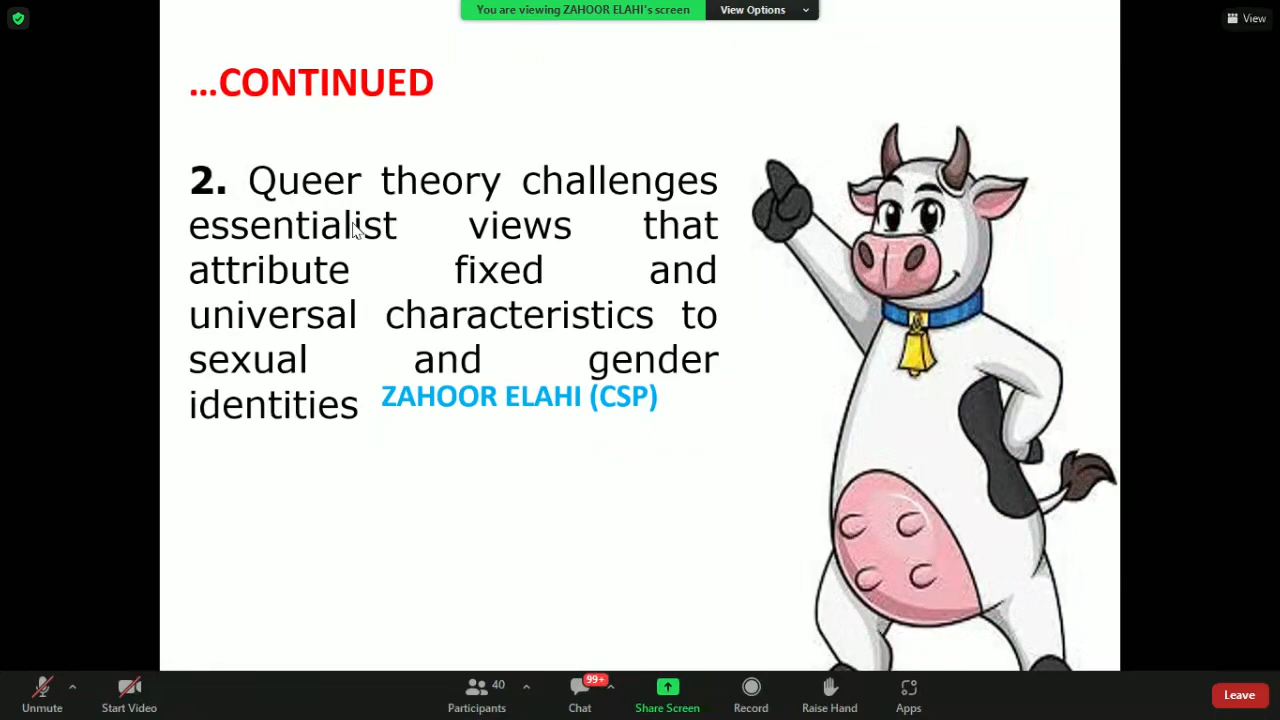 You are viewing ZAHOOR ELAHI's screen
View Options
View
...CONTINUED
2. Queer theory challenges
essentialist views that
attribute fixed and
universal characteristics to
sexual and gender
identities
ZAHOOR ELAHI (CSP)
40
99+
Unmute
Start Video
Participants
Chat
Share Screen
Record
Raise Hand
Apps
Leave